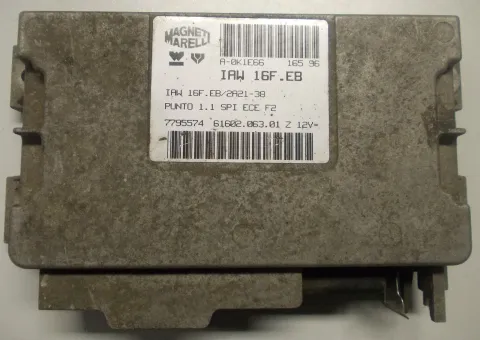 MAGNETI
MARELLI
A-0K1E66 165 96
IAW 16F.EB
IAW 16F.EB/2A21-38
PUNTO 1.1 SPI ECE F2
7795574 61602.063.01 Z 12V=